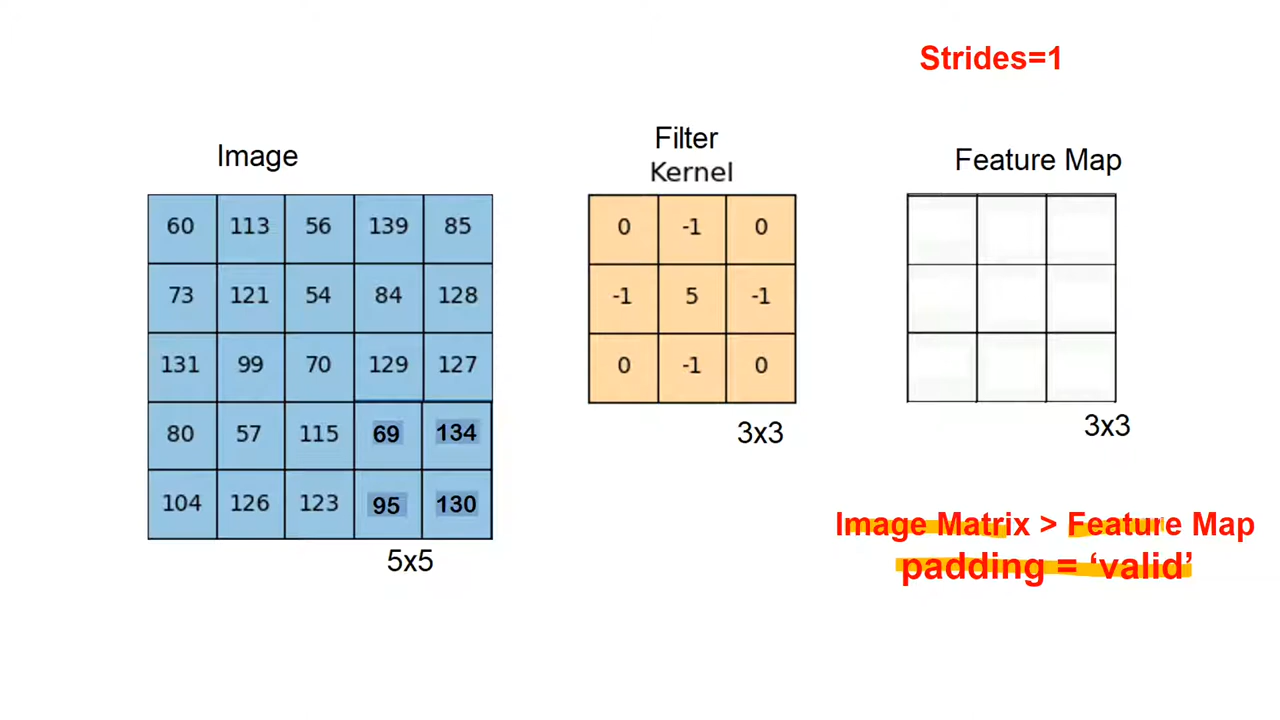 Strides=1
Image
60 113 56 139 85
73 121 54 84 128
131 99 70 129 127
80 57 115 69 134
104 126 123 95 130
5x5
Filter
Kernel
0 -1 0
-1 5 -1
0 -1 0
3x3
Feature Map
3x3
Image Matrix > Feature Map
padding = ‘valid’